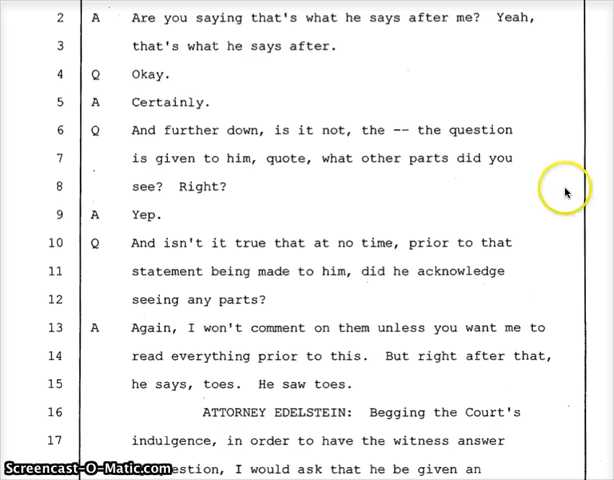 2 A Are you saying that's what he says after me? Yeah,
3 that's what he says after.
4 Q Okay.
5 A Certainly.
6 Q And further down, is it not, the -- the question
7 is given to him, quote, what other parts did you
8 see? Right?
9 A Yep.
10 Q And isn't it true that at no time, prior to that
11 statement being made to him, did he acknowledge
12 seeing any parts?
13 A Again, I won't comment on them unless you want me to
14 read everything prior to this. But right after that,
15 he says, toes. He saw toes.
16 ATTORNEY EDELSTEIN: Begging the Court's
17 indulgence, in order to have the witness answer
question, I would ask that he be given an
Screencast-O-Matic.com